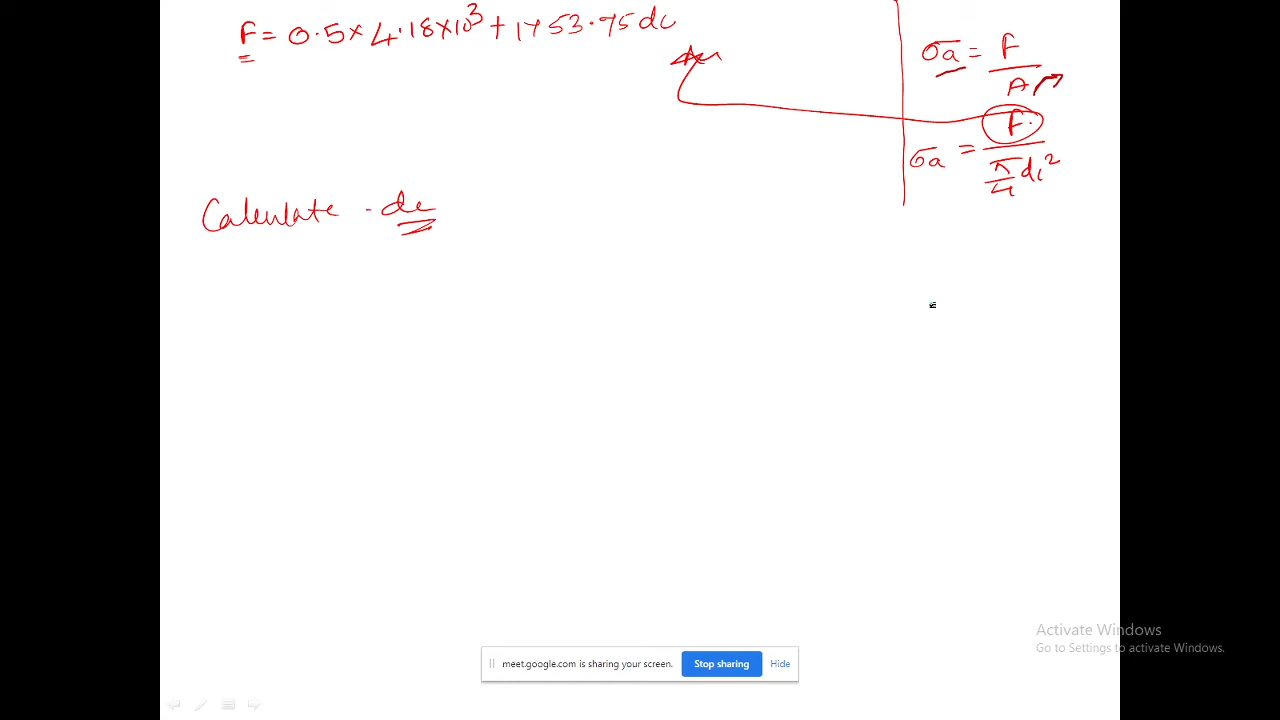 F = 0.5 × 4.18×10³ + 1753.75 dc
σa = F / A
σa = F / π/4 dc²
Calculate dc
Activate Windows
Go to Settings to activate Windows.
meet.google.com is sharing your screen. Stop sharing Hide